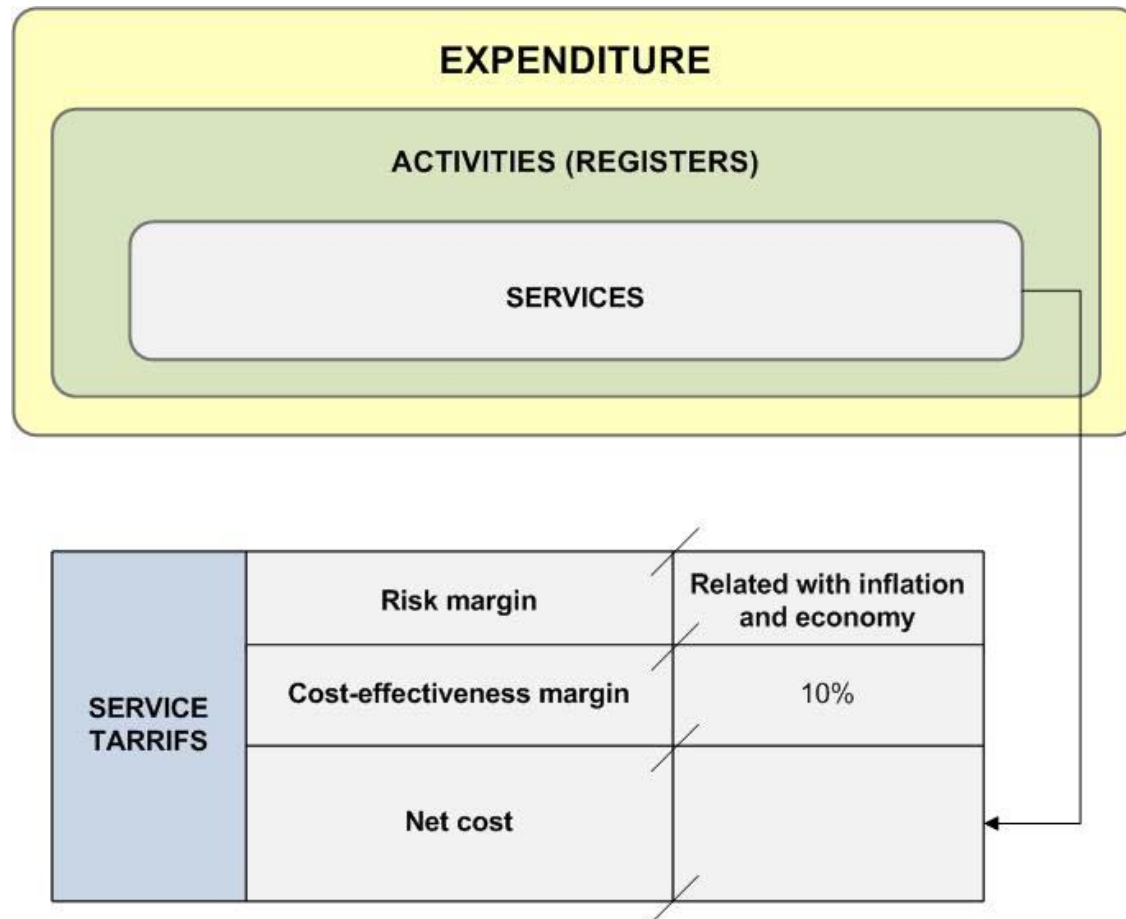 EXPENDITURE
ACTIVITIES (REGISTERS)
SERVICES
SERVICE
TARRIFS
Risk margin
Related with inflation
and economy
Cost-effectiveness margin
10%
Net cost